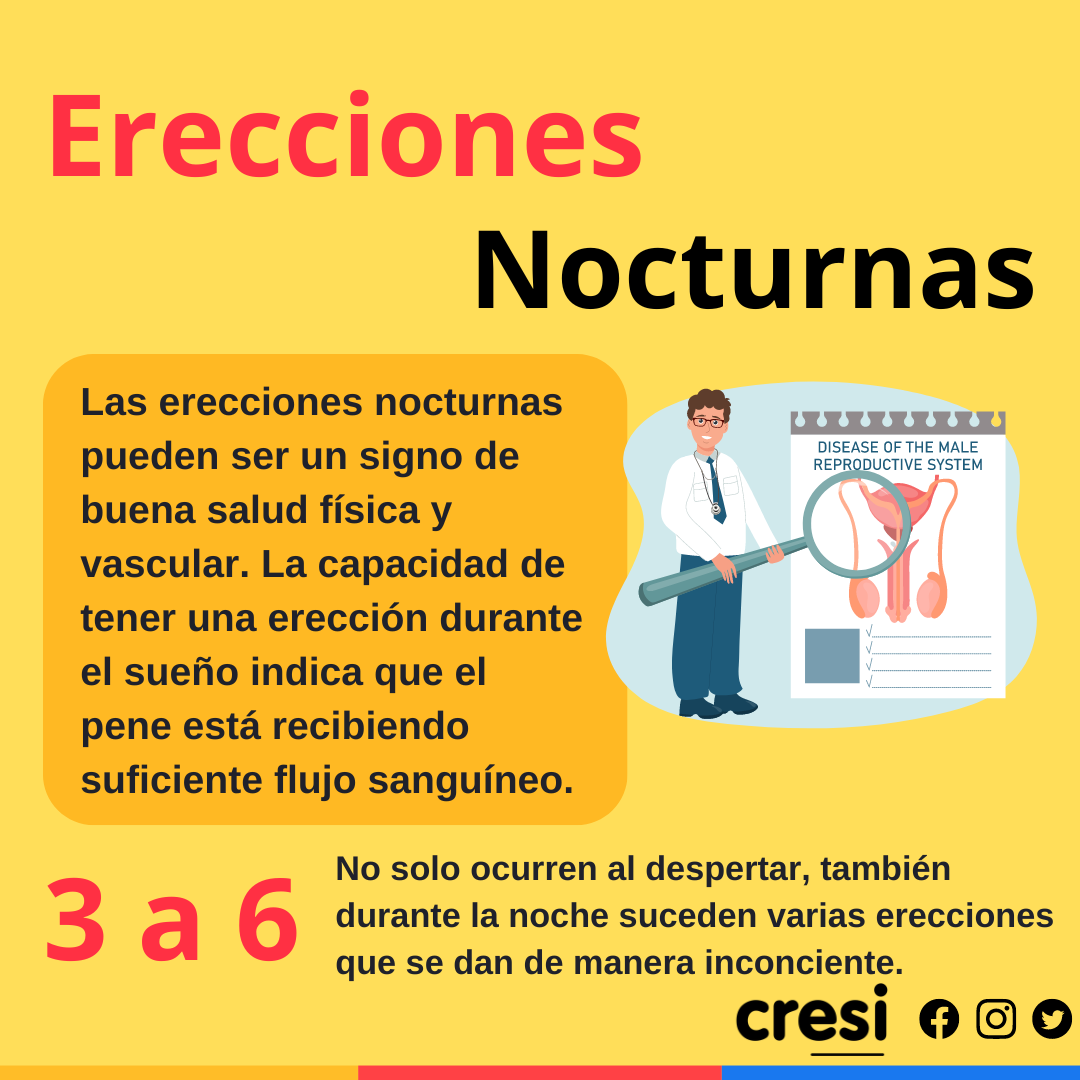 Erecciones
Nocturnas
Las erecciones nocturnas
pueden ser un signo de
buena salud física y
vascular. La capacidad de
tener una erección durante
el sueño indica que el
pene está recibiendo
suficiente flujo sanguíneo.
DISEASE OF THE MALE
REPRODUCTIVE SYSTEM
3 a 6
No solo ocurren al despertar, también
durante la noche suceden varias erecciones
que se dan de manera inconciente.
cresi